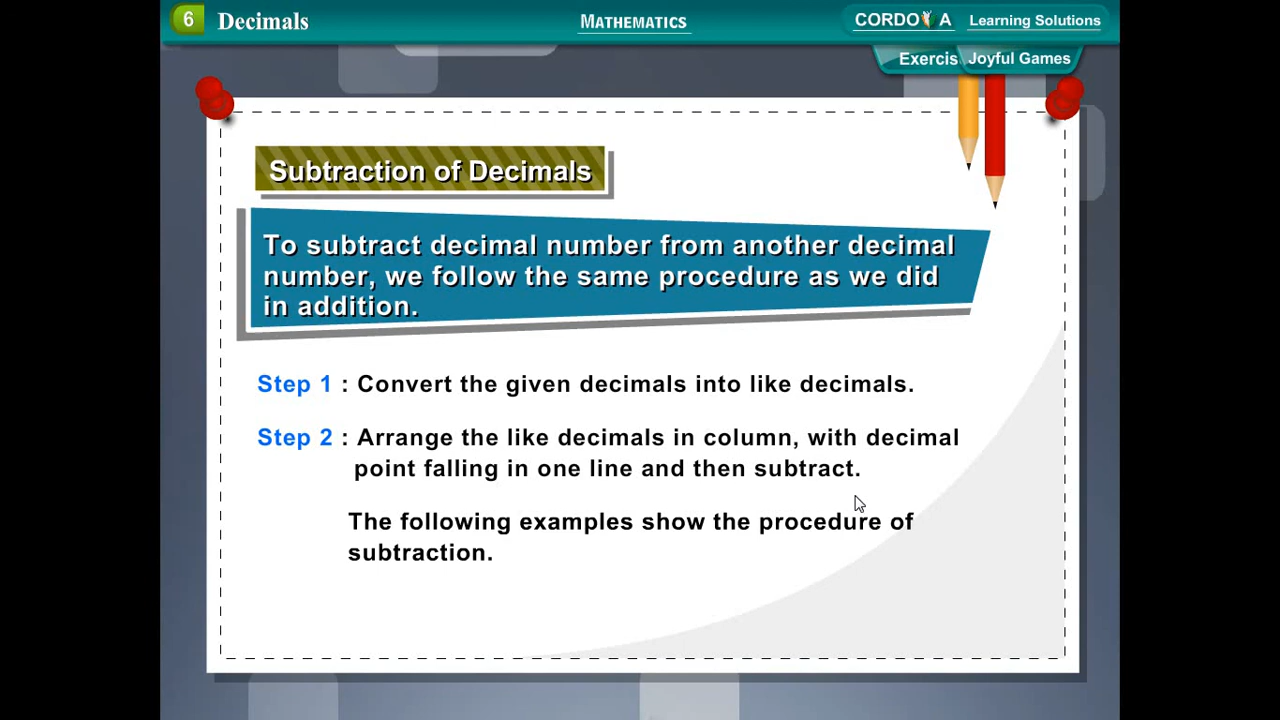 6 Decimals
MATHEMATICS
CORDOVA Learning Solutions
Exercis Joyful Games
Subtraction of Decimals
To subtract decimal number from another decimal
number, we follow the same procedure as we did
in addition.
Step 1 : Convert the given decimals into like decimals.
Step 2 : Arrange the like decimals in column, with decimal
point falling in one line and then subtract.
The following examples show the procedure of
subtraction.